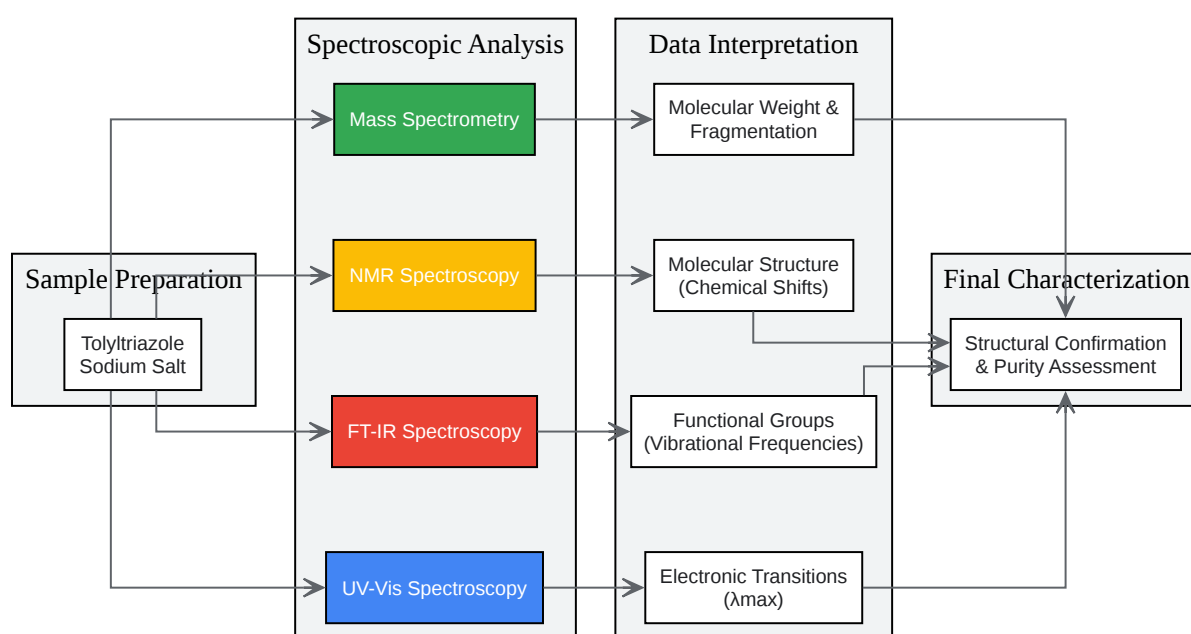 Spectroscopic Analysis
Data Interpretation
Mass Spectrometry
Molecular Weight &
Fragmentation
Sample Preparation
NMR Spectroscopy
Molecular Structure
(Chemical Shifts)
Final Characterization
Tolyltriazole
Sodium Salt
Structural Confirmation
& Purity Assessment
FT-IR Spectroscopy
Functional Groups
(Vibrational Frequencies)
UV-Vis Spectroscopy
Electronic Transitions
(λmax)